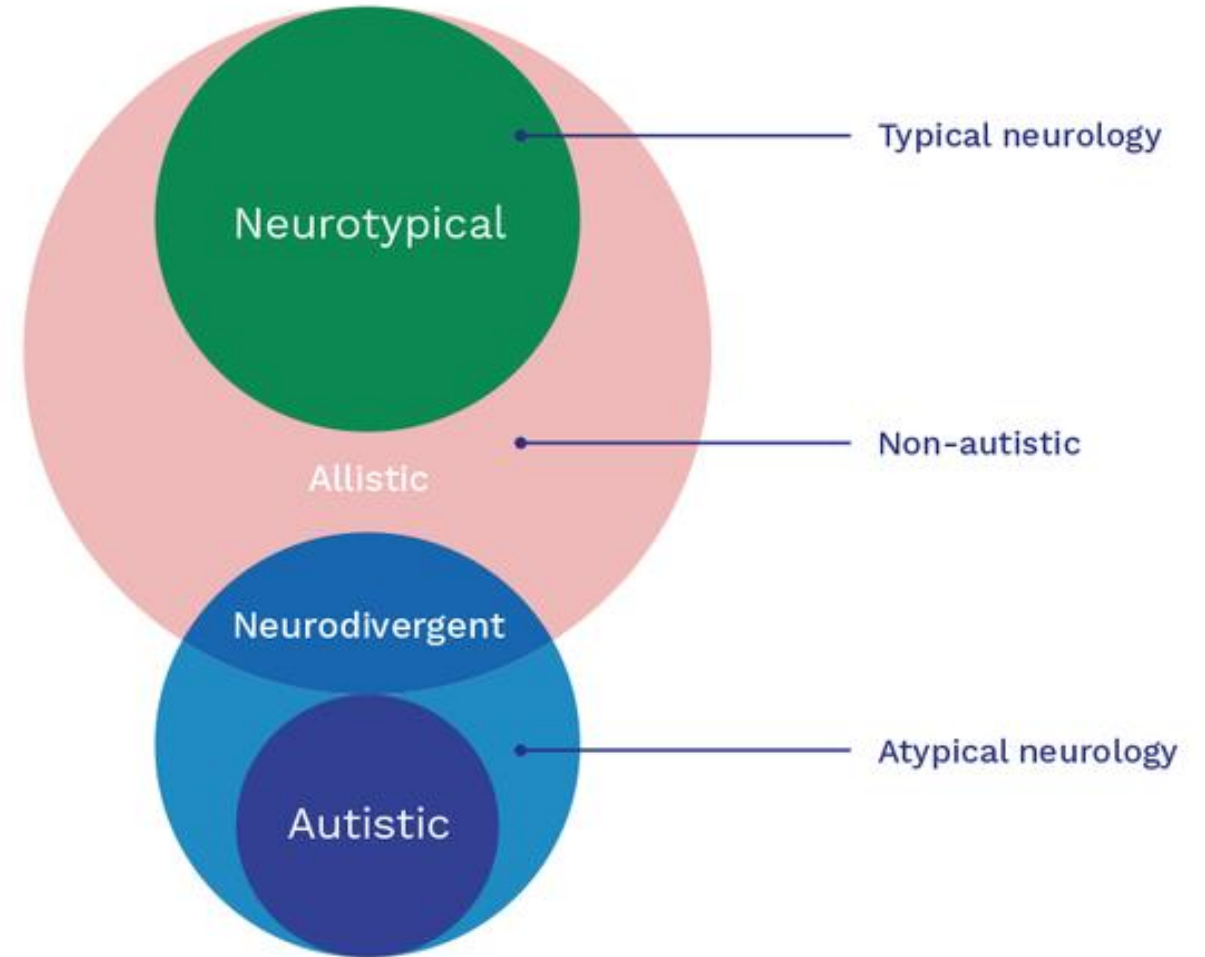 Typical neurology
Neurotypical
Non-autistic
Allistic
Neurodivergent
Atypical neurology
Autistic